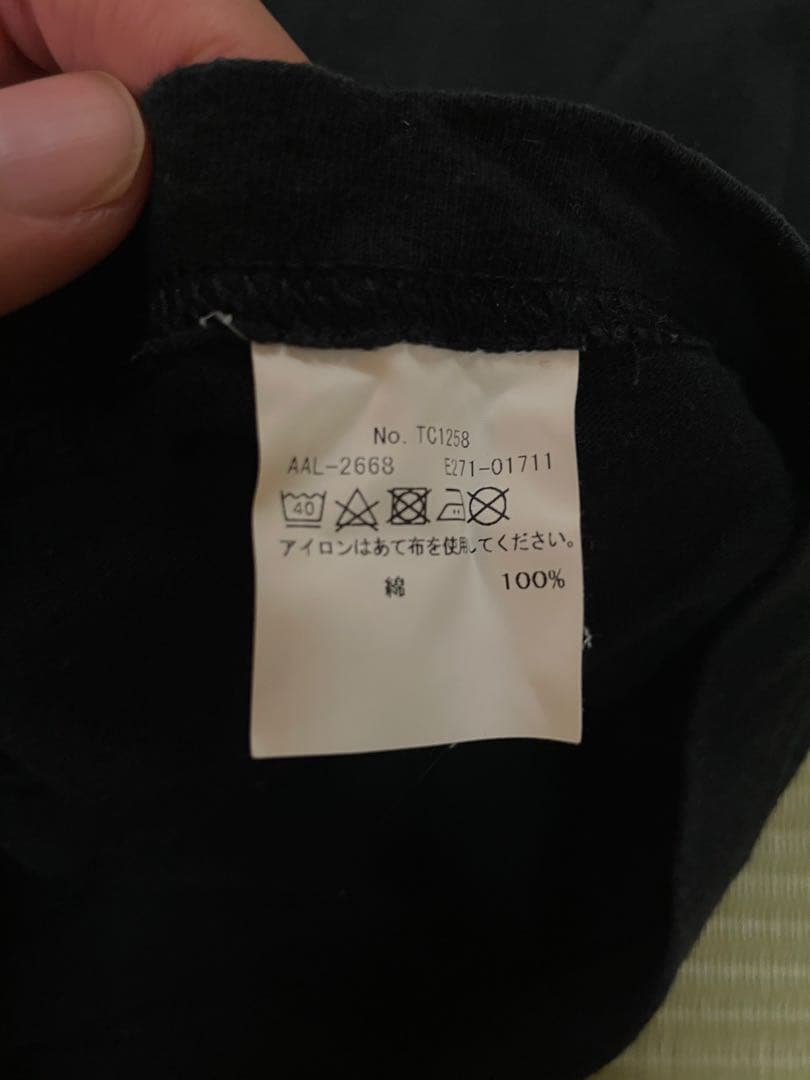 No. TC1258
AAL-2668 E271-01711
40
アイロンはあて布を使用してください。
綿 100%